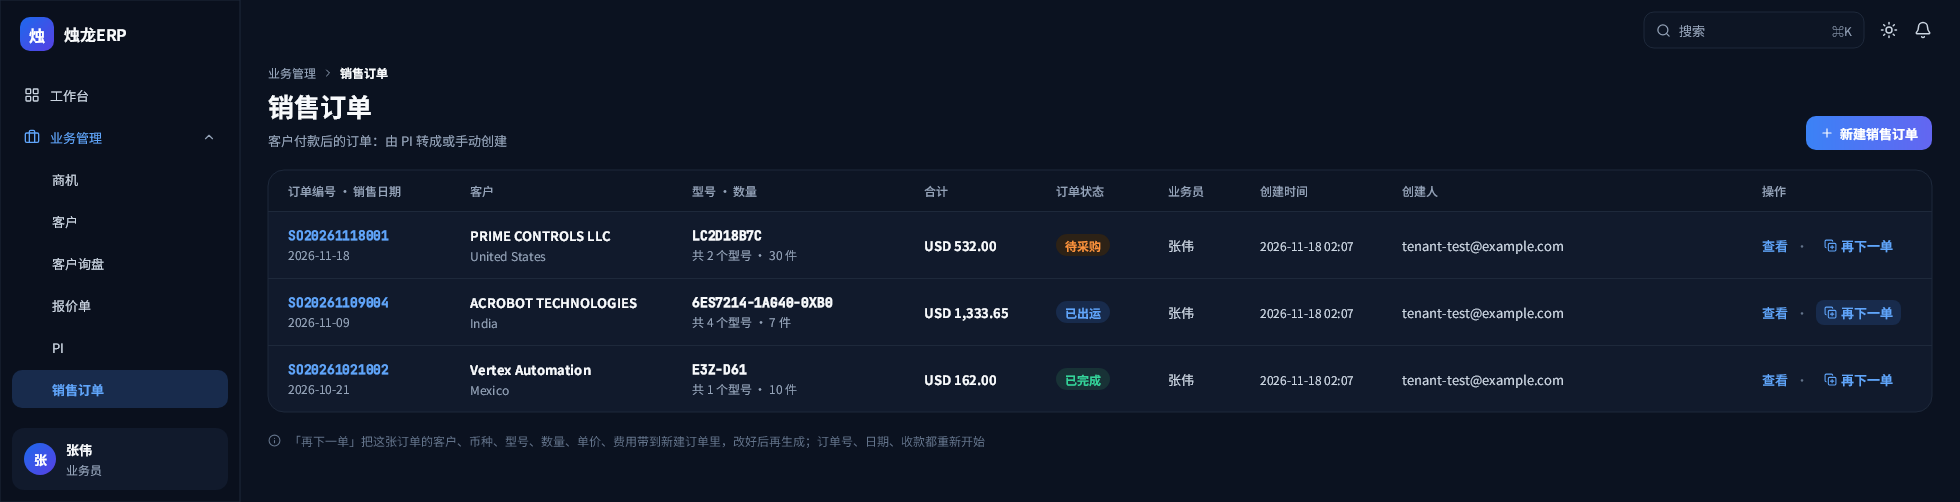 烛 烛龙ERP
搜索 ⌘K
工作台
业务管理
商机
客户
客户询盘
报价单
PI
销售订单
张 张伟
业务员
业务管理 > 销售订单
销售订单
客户付款后的订单：由 PI 转成或手动创建
+ 新建销售订单
订单编号 · 销售日期 客户 型号 · 数量 合计 订单状态 业务员 创建时间 创建人 操作
SO20261118001 PRIME CONTROLS LLC LC2D18B7C USD 532.00 待采购 张伟 2026-11-18 02:07 tenant-test@example.com 查看 · 再下一单
2026-11-18 United States 共 2 个型号 · 30 件
SO20261109004 ACROBOT TECHNOLOGIES 6ES7214-1AG40-0XB0 USD 1,333.65 已出运 张伟 2026-11-18 02:07 tenant-test@example.com 查看 · 再下一单
2026-11-09 India 共 4 个型号 · 7 件
SO20261021002 Vertex Automation E3Z-D61 USD 162.00 已完成 张伟 2026-11-18 02:07 tenant-test@example.com 查看 · 再下一单
2026-10-21 Mexico 共 1 个型号 · 10 件
「再下一单」把这张订单的客户、币种、型号、数量、单价、费用带到新建订单里，改好后再生成；订单号、日期、收款都重新开始